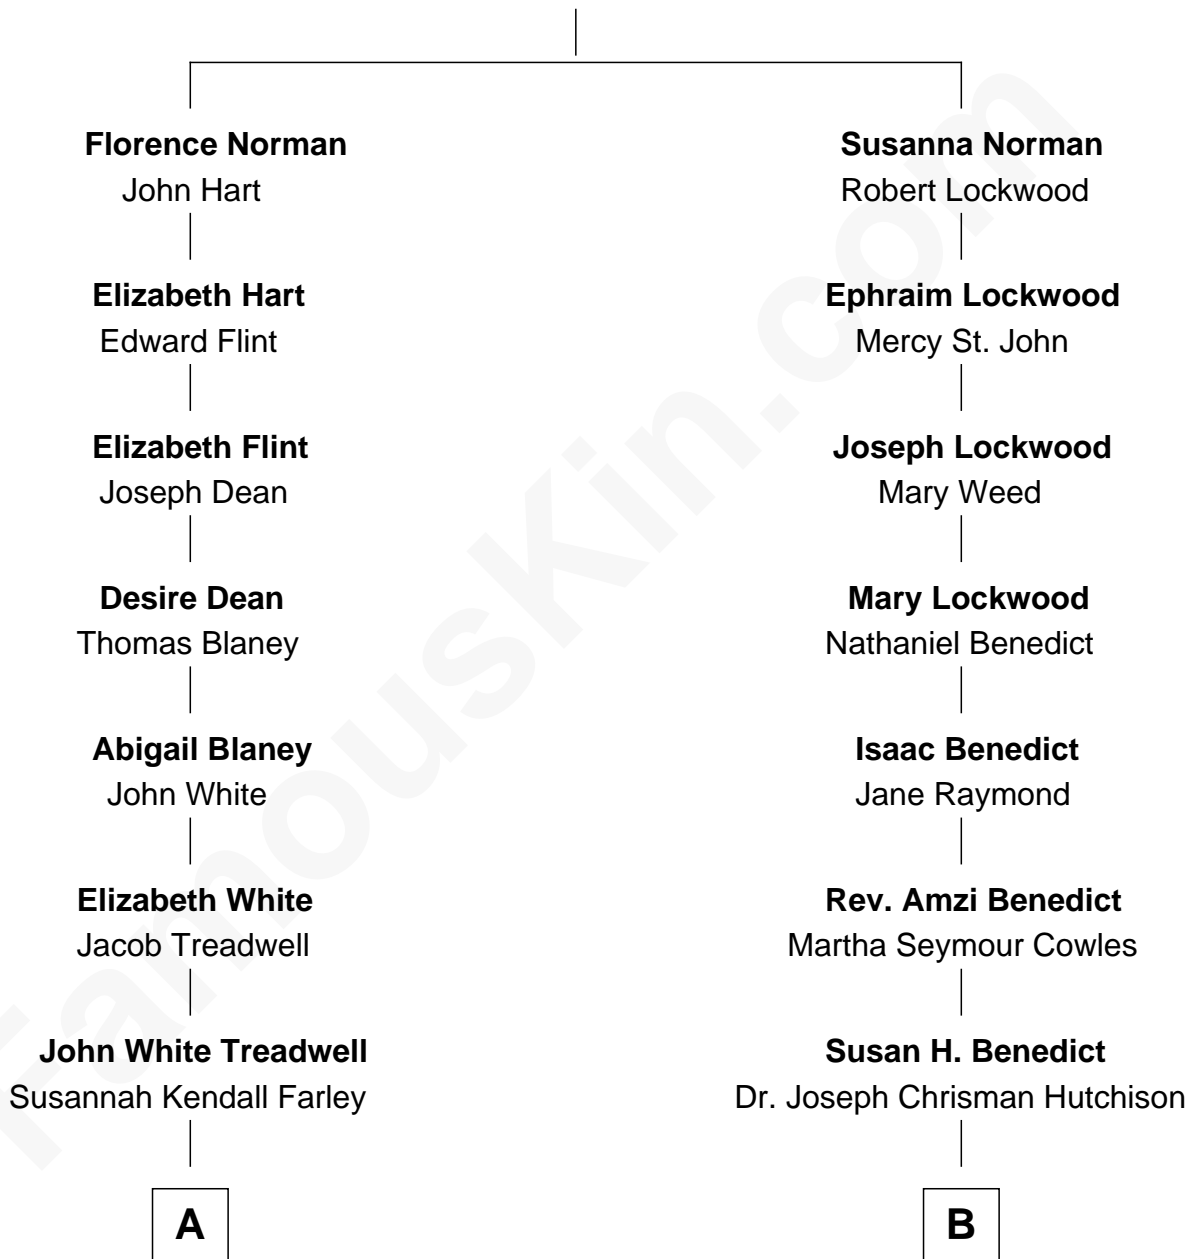 Florence Norman
John Hart
Susanna Norman
Robert Lockwood
Elizabeth Hart
Edward Flint
Ephraim Lockwood
Mercy St. John
Elizabeth Flint
Joseph Dean
Joseph Lockwood
Mary Weed
Desire Dean
Thomas Blaney
Mary Lockwood
Nathaniel Benedict
Abigail Blaney
John White
Isaac Benedict
Jane Raymond
Elizabeth White
Jacob Treadwell
Rev. Amzi Benedict
Martha Seymour Cowles
John White Treadwell
Susannah Kendall Farley
Susan H. Benedict
Dr. Joseph Chrisman Hutchison
A
B
FamousKin.com